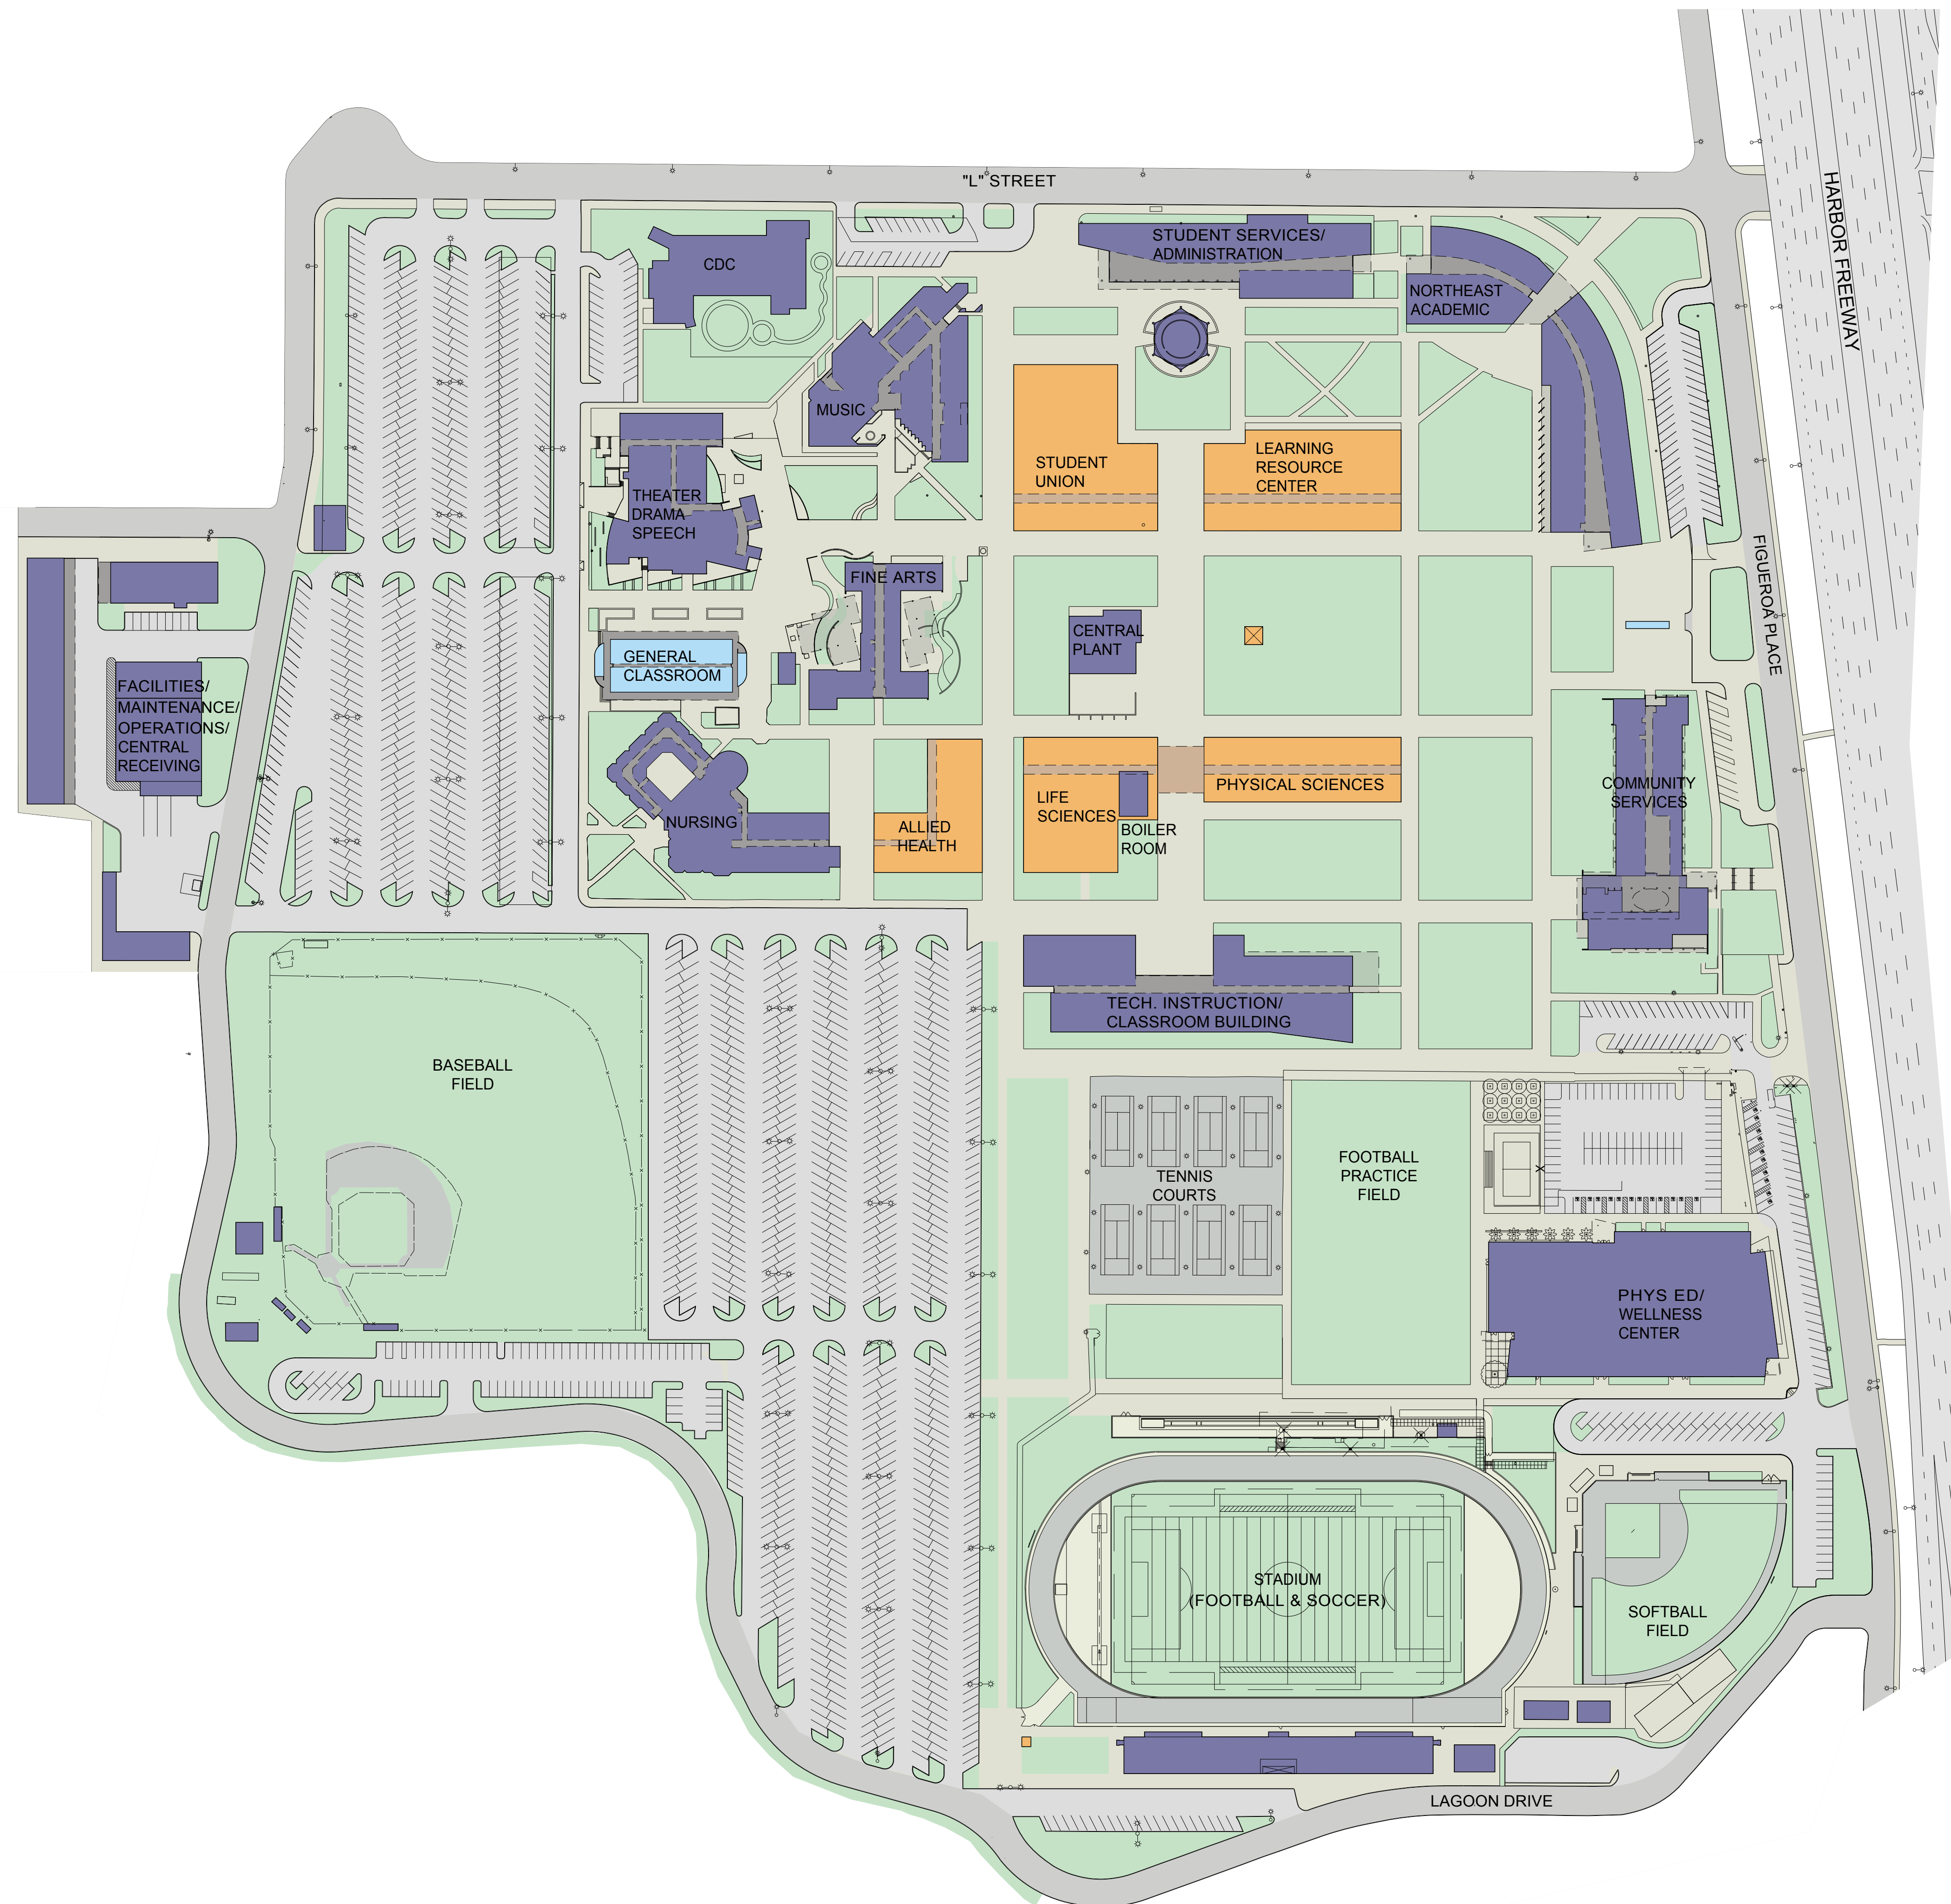 "L" STREET
HARBOR FREEWAY
STUDENT SERVICES/
ADMINISTRATION
CDC
NORTHEAST
ACADEMIC
MUSIC
STUDENT
UNION
LEARNING
RESOURCE
CENTER
THEATER
DRAMA
SPEECH
FINE ARTS
FIGUEROA PLACE
CENTRAL
PLANT
GENERAL
CLASSROOM
FACILITIES/
MAINTENANCE/
OPERATIONS/
CENTRAL
RECEIVING
COMMUNITY
SERVICES
PHYSICAL SCIENCES
LIFE
SCIENCES
BOILER
ROOM
NURSING
ALLIED
HEALTH
TECH. INSTRUCTION/
CLASSROOM BUILDING
BASEBALL
FIELD
TENNIS
COURTS
FOOTBALL
PRACTICE
FIELD
PHYS ED/
WELLNESS
CENTER
STADIUM
(FOOTBALL & SOCCER)
SOFTBALL
FIELD
LAGOON DRIVE